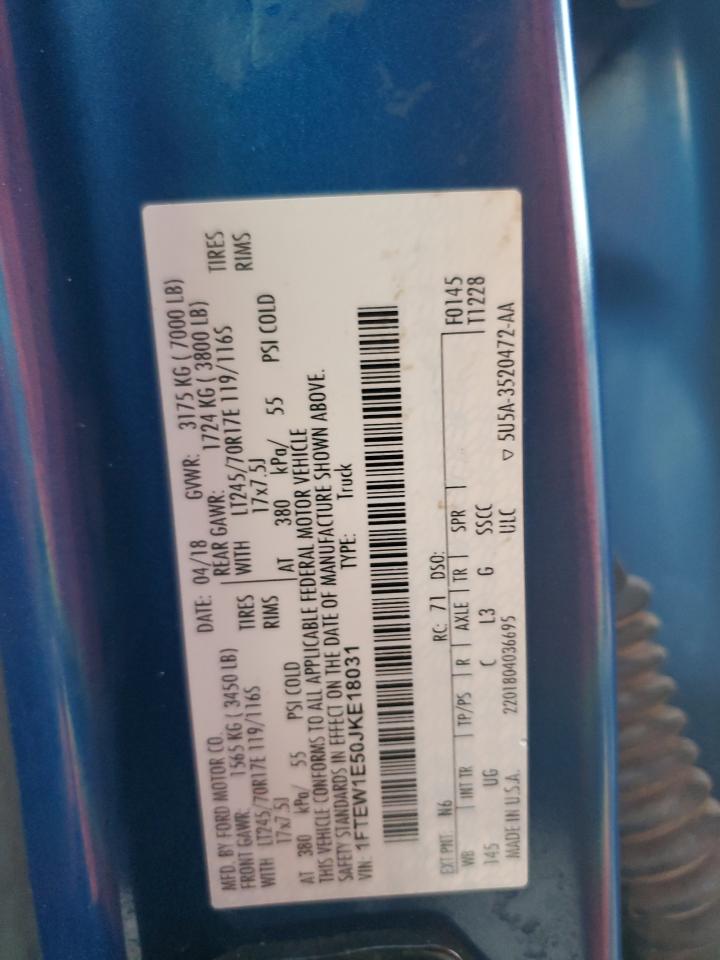 MFD. BY FORD MOTOR CO. DATE: 04/18 GVWR: 3175 KG ( 7000 LB)
FRONT GAWR: 1565 KG ( 3450 LB) REAR GAWR: 1724 KG ( 3800 LB)
WITH LT245/70R17E 119/116S TIRES WITH LT245/70R17E 119/116S TIRES
17x7.5J RIMS 17x7.5J RIMS
AT 380 kPa/ 55 PSI COLD AT 380 kPa/ 55 PSI COLD
THIS VEHICLE CONFORMS TO ALL APPLICABLE FEDERAL MOTOR VEHICLE
SAFETY STANDARDS IN EFFECT ON THE DATE OF MANUFACTURE SHOWN ABOVE.
VIN: 1FTEW1E50JKE18031 TYPE: Truck
EXT PNT: N6 RC: 71 DSO: F0145
WB INT TR TP/PS R AXLE TR SPR T1228
145 UG C L3 G SSCC
MADE IN U.S.A. 2201804036695 ULC ▽ 5U5A-3520472-AA